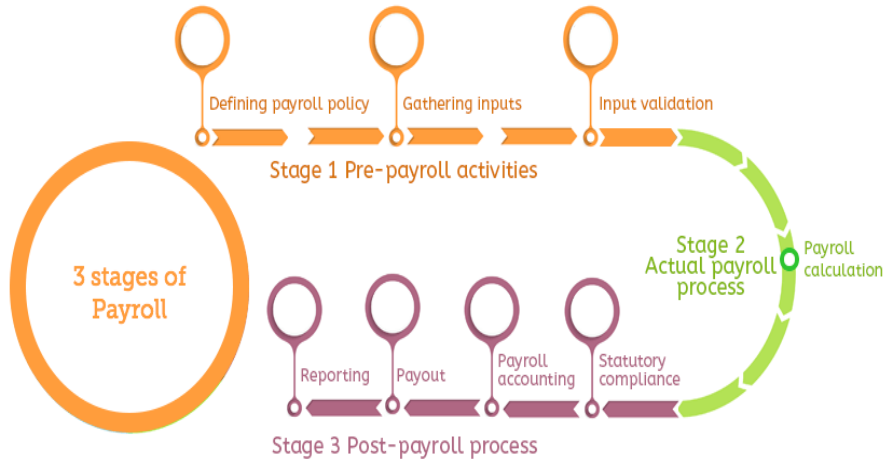 Defining payroll policy
Gathering inputs
Input validation
Stage 1 Pre-payroll activities
3 stages of
Payroll
Stage 2
Actual payroll
process
Payroll
calculation
Reporting
Payout
Payroll
accounting
Statutory
compliance
Stage 3 Post-payroll process